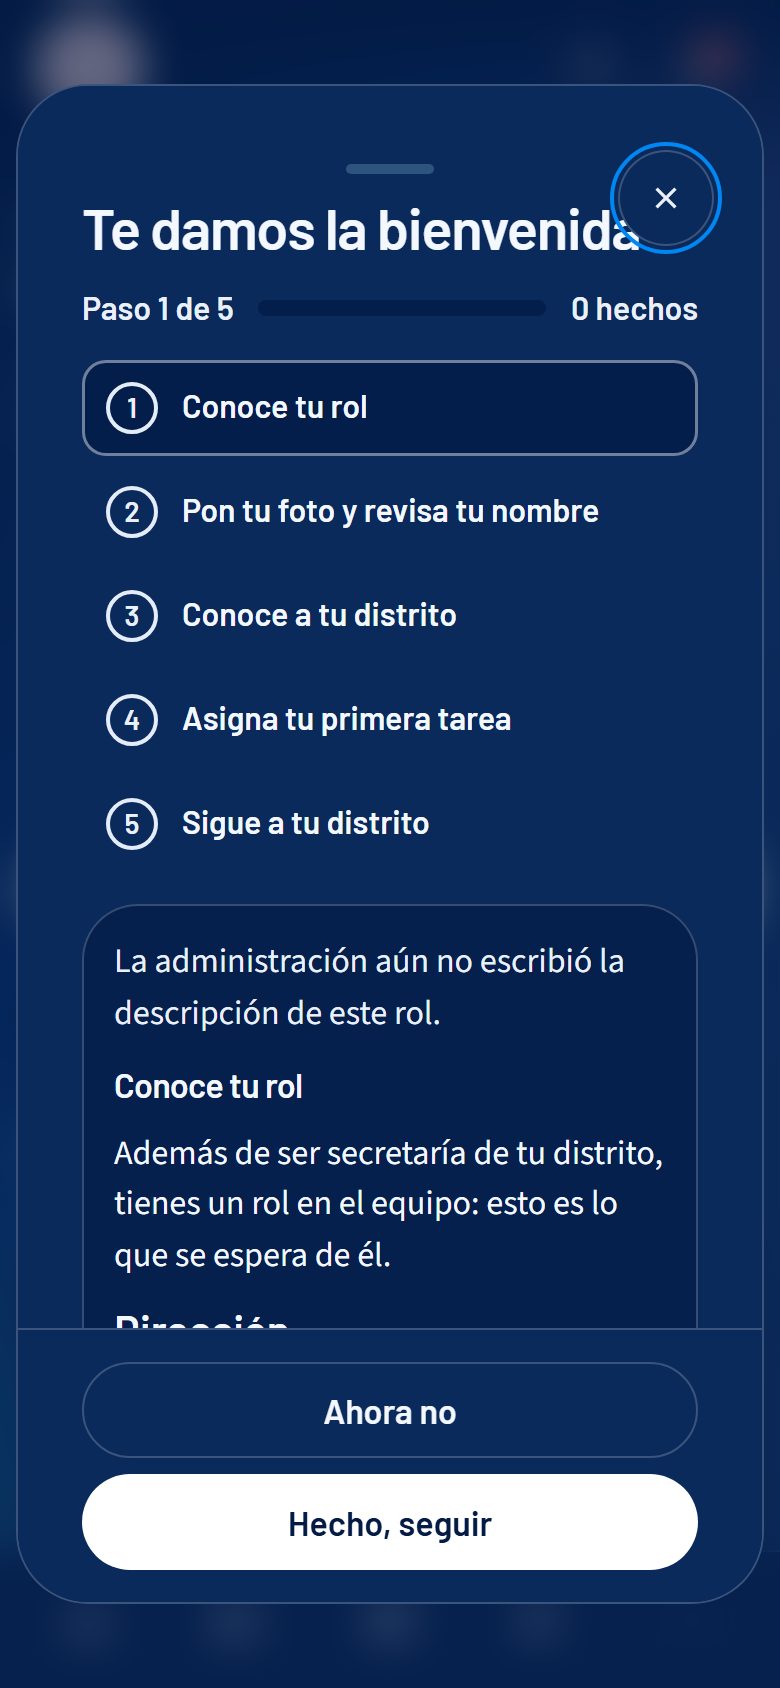 Te damos la bienvenida
Paso 1 de 5
0 hechos
1 Conoce tu rol
2 Pon tu foto y revisa tu nombre
3 Conoce a tu distrito
4 Asigna tu primera tarea
5 Sigue a tu distrito
La administración aún no escribió la
descripción de este rol.
Conoce tu rol
Además de ser secretaría de tu distrito,
tienes un rol en el equipo: esto es lo
que se espera de él.
Dirección
Ahora no
Hecho, seguir